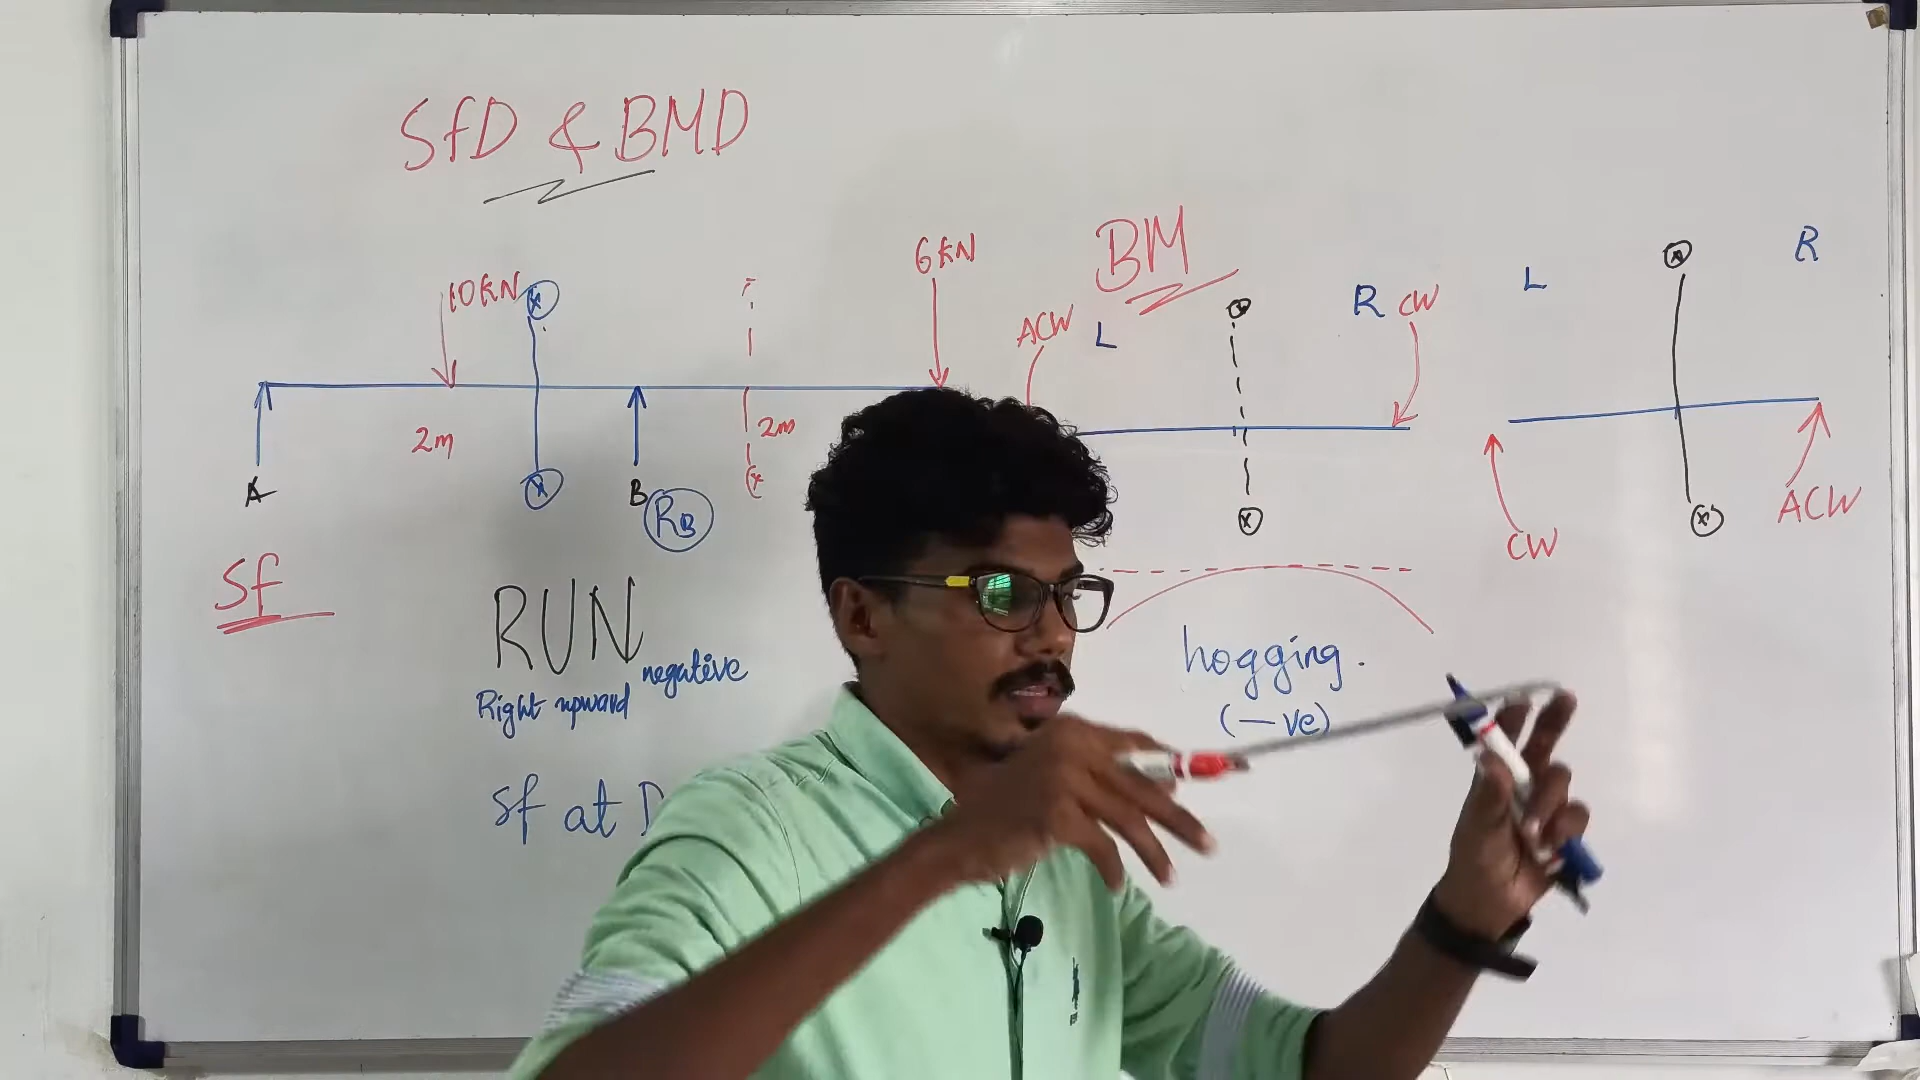 SfD & BMD
10KN
x
6KN
2m
x
A
B
RB
2m
x
Sf
RUN
Right upward negative
Sf at
BM
ACW
L
x
R
CW
x
hogging.
(-ve)
L
x
R
CW
x
ACW